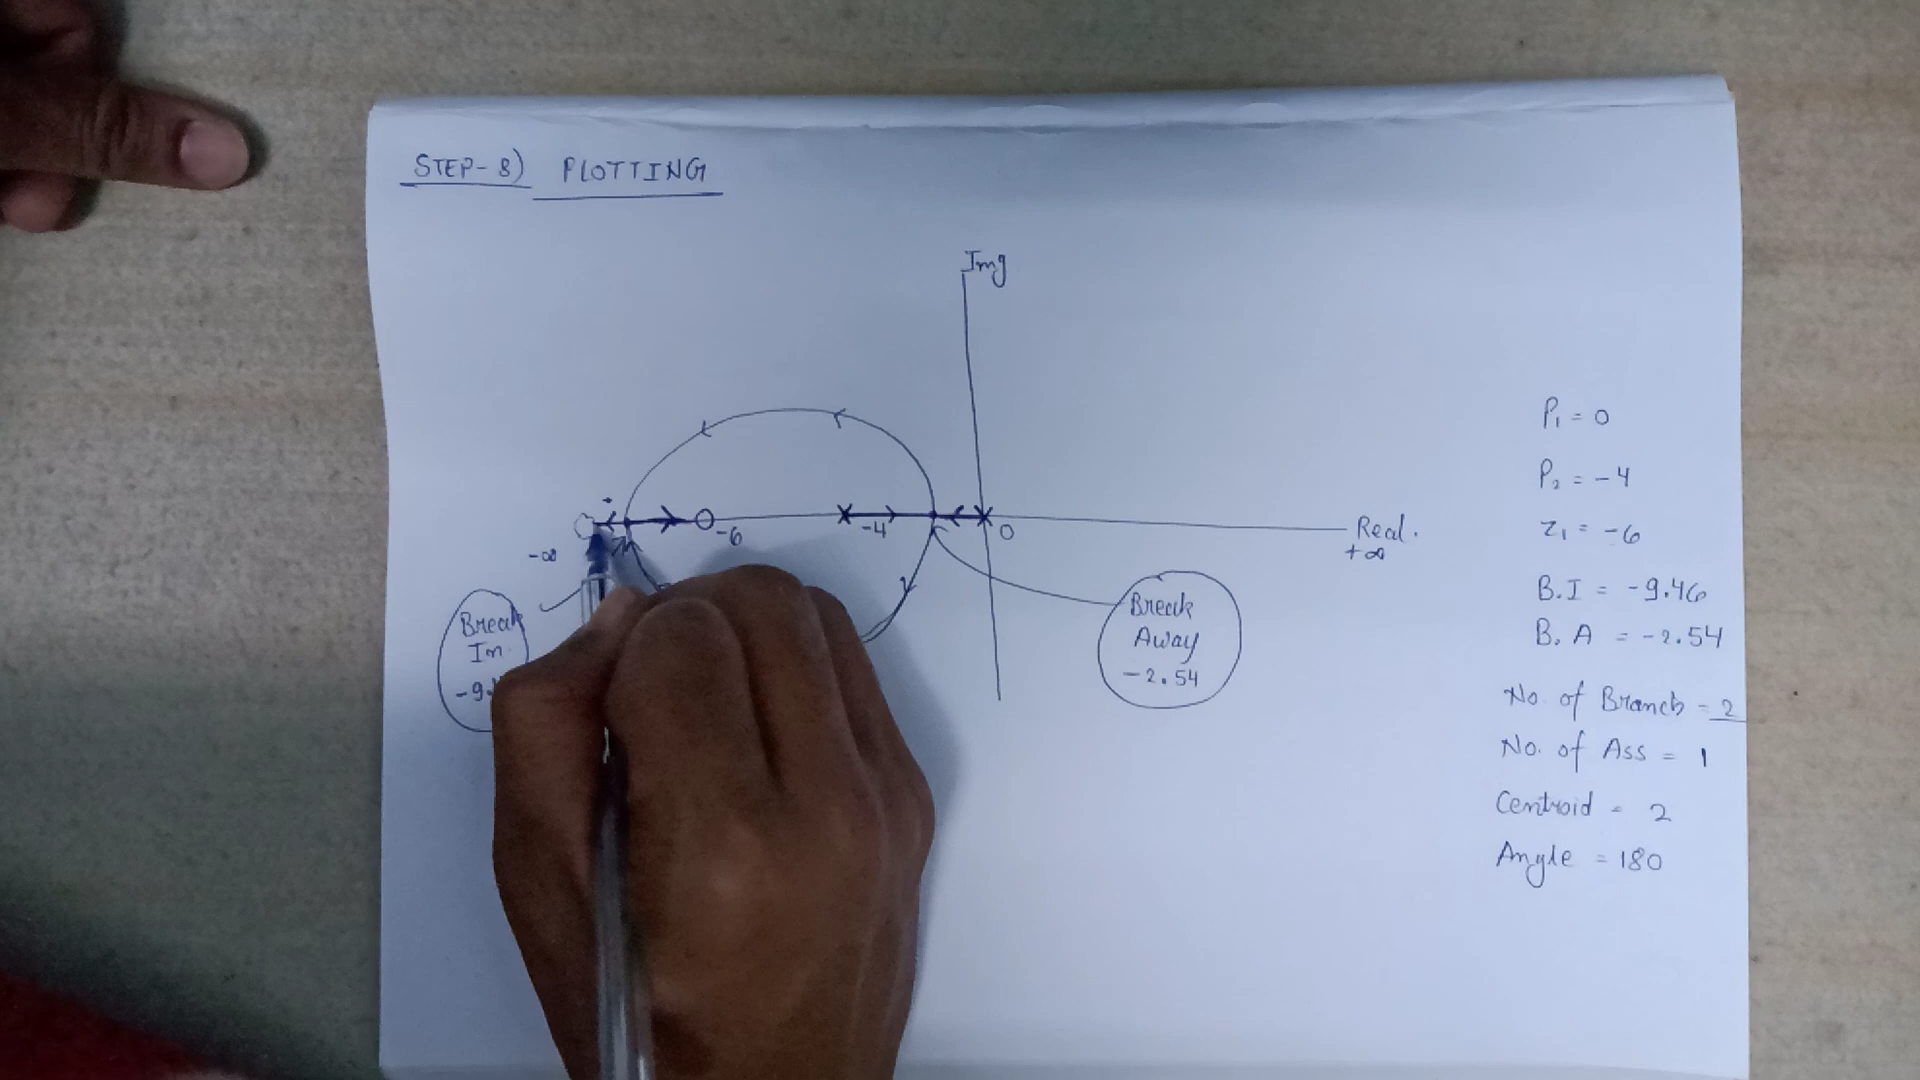 STEP-8) PLOTTING
Img
-6
-4
0
Real.
-∞
+∞
Break
In
Break
Away
-2.54
P₁ = 0
P₂ = -4
z₁ = -6
B.I = -9.46
B.A = -2.54
No. of Branch = 2
No. of Ass = 1
Centroid = 2
Angle = 180